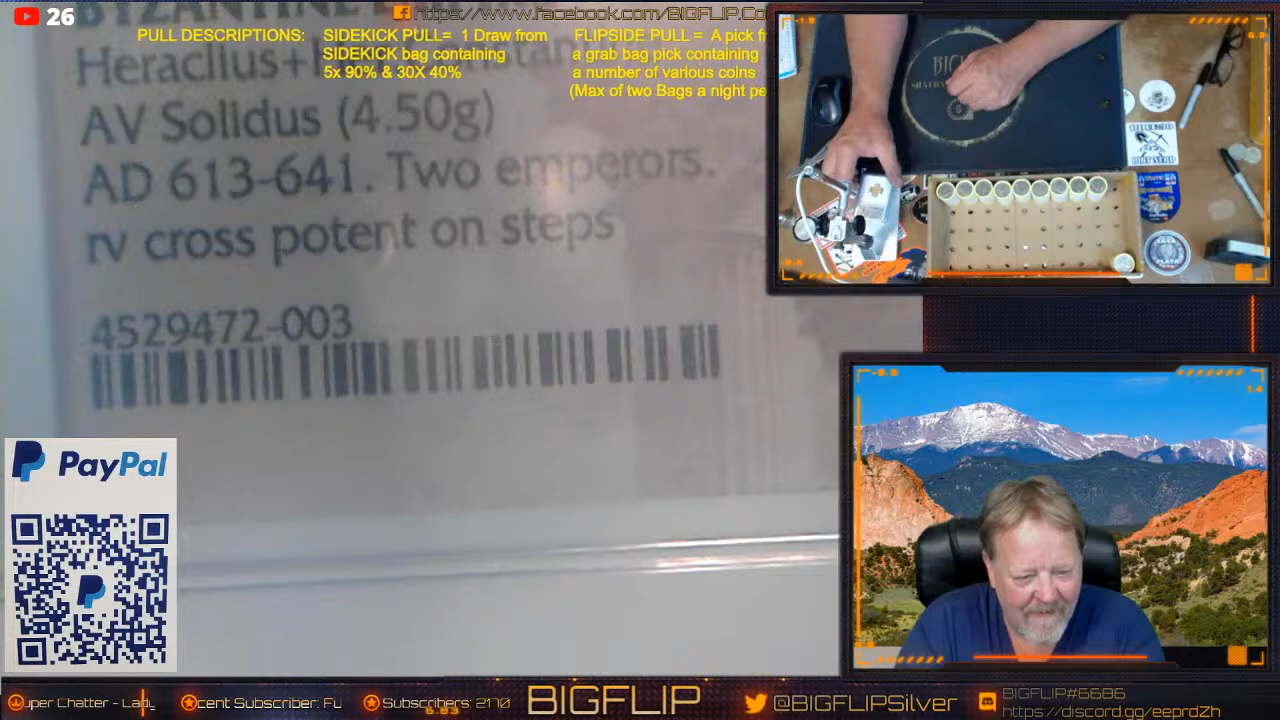 26
https://www.facebook.com/BIGFLIP.Co
PULL DESCRIPTIONS: SIDEKICK PULL= 1 Draw from
SIDEKICK bag containing
5x 90% & 30X 40%
FLIPSIDE PULL = A pick f
a grab bag pick containing
a number of various coins
(Max of two Bags a night pe
BYZANTINE
Heraclius+
AV Solidus (4.50g)
AD 613-641. Two emperors.
rv cross potent on steps
4529472-003
PayPal
uper Chatter - Lady
cent Subscriber: Fu
Subscribers: 2170
BIGFLIP
@BIGFLIPSilver
BIGFLIP#6686
https://discord.gg/eeprdZh